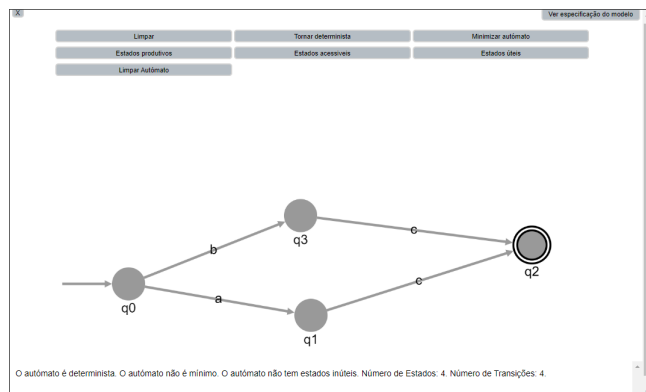 X
Ver especificação do modelo
Limpar
Tornar determinista
Minimizar autómato
Estados produtivos
Estados acessiveis
Estados úteis
Limpar Autómato
b
q3
c
q2
q0
a
c
q1
O autómato é determinista. O autómato não é mínimo. O autómato não tem estados inúteis. Número de Estados: 4. Número de Transições: 4.